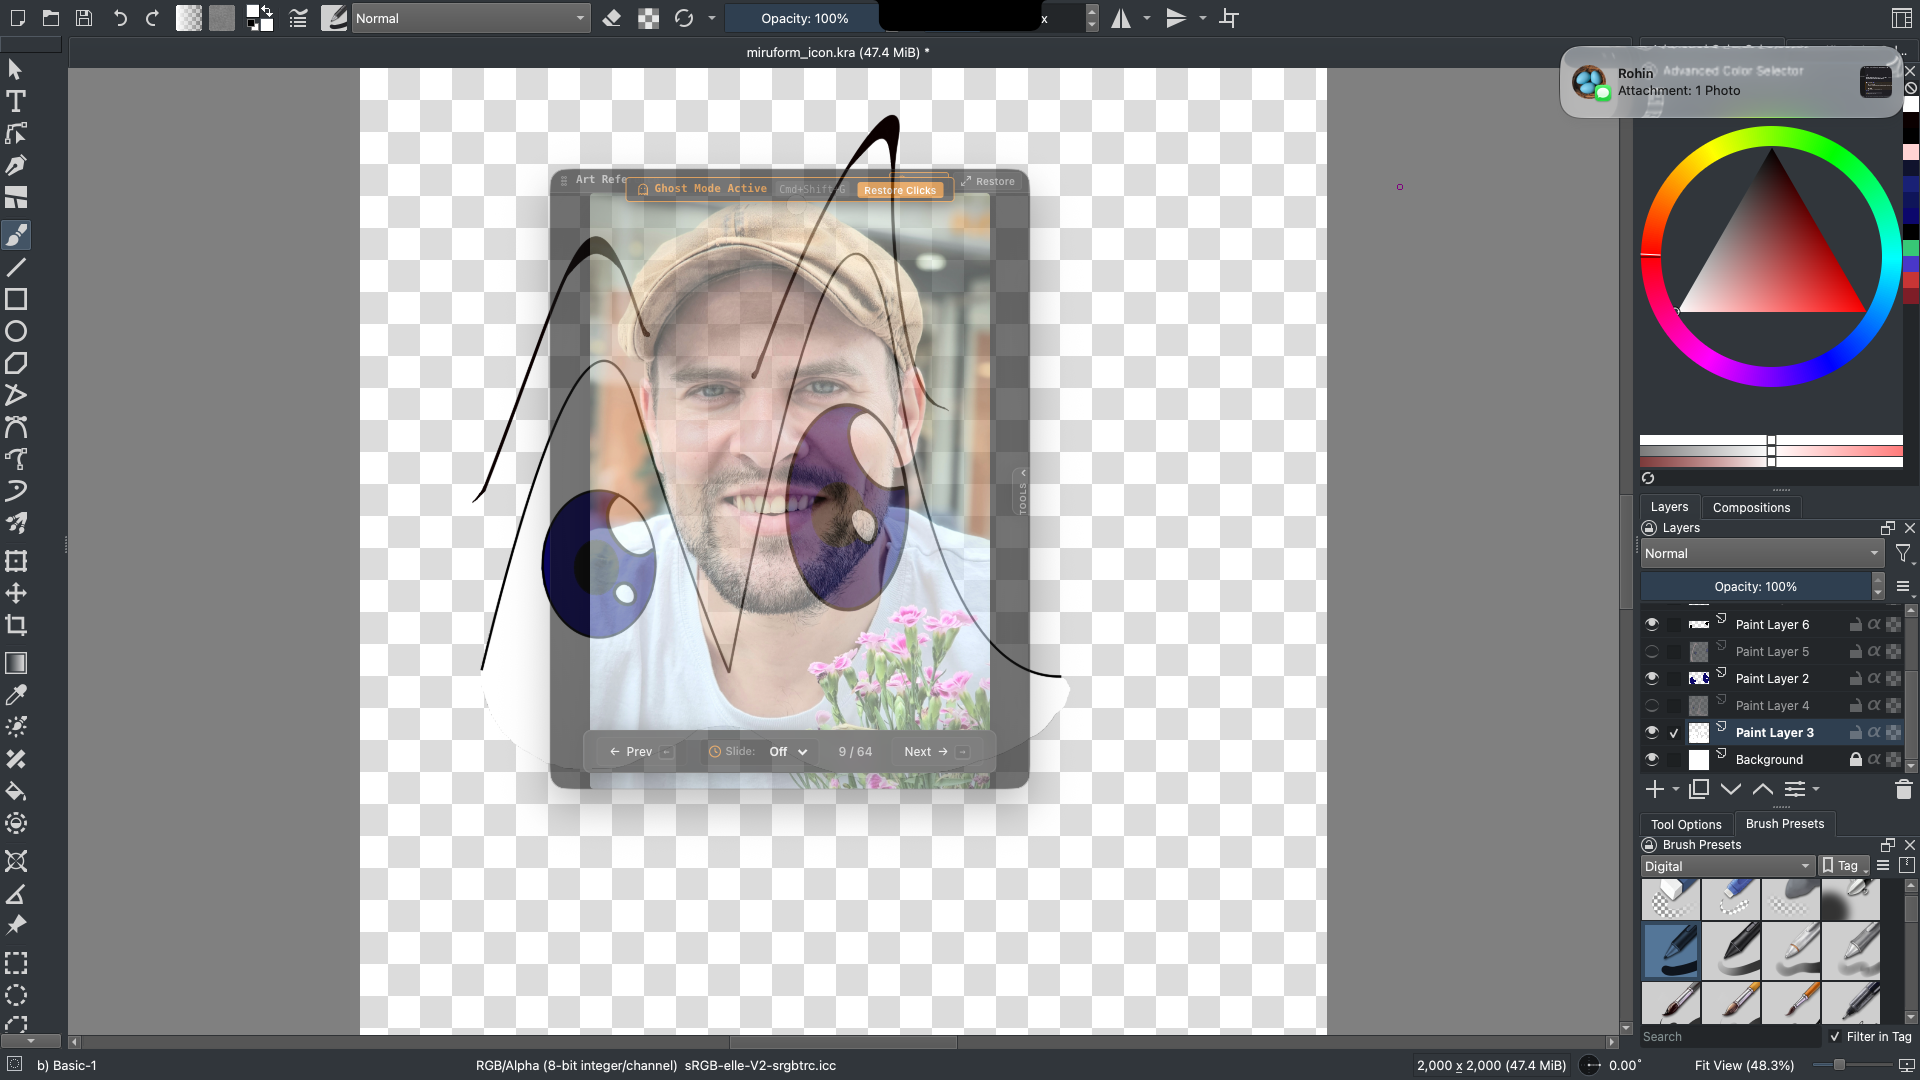 Normal
Opacity: 100%
x
miruform_icon.kra (47.4 MiB) *
Advanced Color Selector
Rohin
Attachment: 1 Photo
Art Refe
Ghost Mode Active
Cmd+Shift+G
Restore Clicks
Restore
TOOLS
← Prev
Slide:
Off
9 / 64
Next →
Layers
Compositions
Layers
Normal
Opacity: 100%
Paint Layer 6
Paint Layer 5
Paint Layer 2
Paint Layer 4
Paint Layer 3
Background
Tool Options
Brush Presets
Brush Presets
Digital
Tag
Search
Filter in Tag
b) Basic-1
RGB/Alpha (8-bit integer/channel) sRGB-elle-V2-srgbtrc.icc
2,000 x 2,000 (47.4 MiB)
0.00°
Fit View (48.3%)